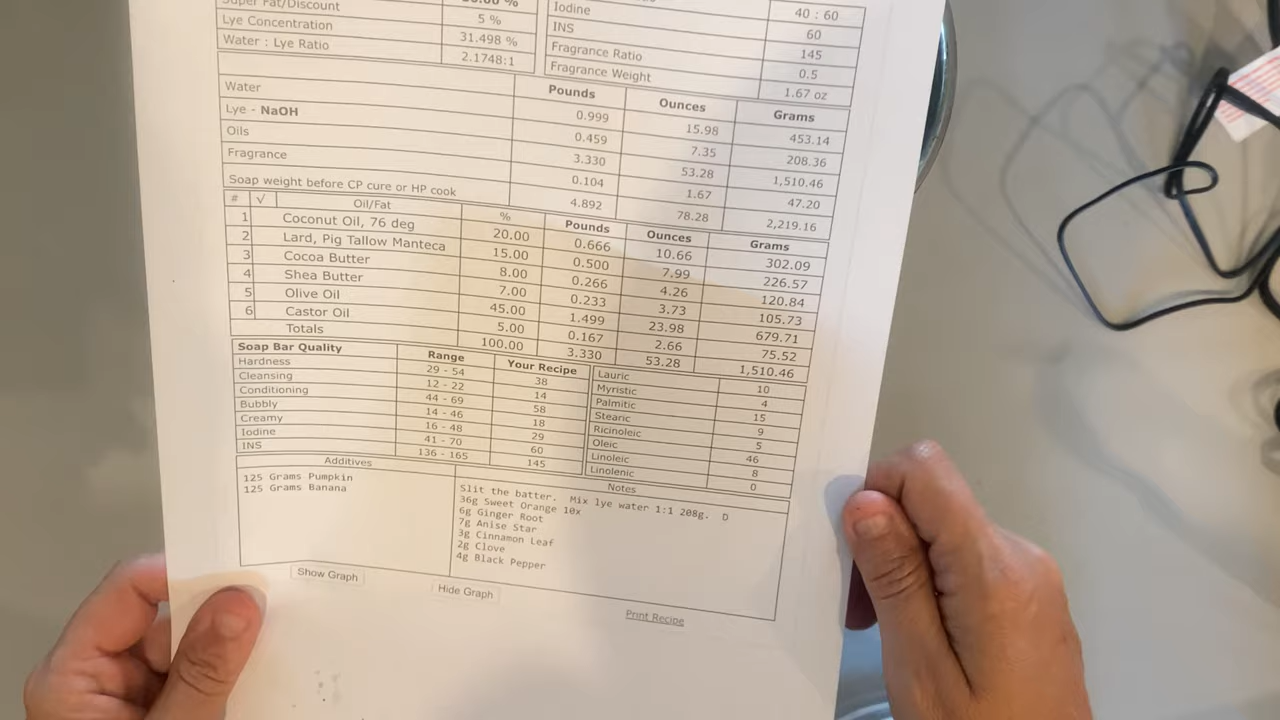 Super Fat/Discount 5 %
Lye Concentration 31.498 %
Water : Lye Ratio 2.1748:1
40 : 60
Iodine 60
INS 145
Fragrance Ratio 0.5
Fragrance Weight 1.67 oz
Pounds Ounces Grams
Water 0.999 15.98 453.14
Lye - NaOH 0.459 7.35 208.36
Oils 3.330 53.28 1,510.46
Fragrance 0.104 1.67 47.20
Soap weight before CP cure or HP cook 4.892 78.28 2,219.16
# √ Oil/Fat % Pounds Ounces Grams
1 Coconut Oil, 76 deg 20.00 0.666 10.66 302.09
2 Lard, Pig Tallow Manteca 15.00 0.500 7.99 226.57
3 Cocoa Butter 8.00 0.266 4.26 120.84
4 Shea Butter 7.00 0.233 3.73 105.73
5 Olive Oil 45.00 1.499 23.98 679.71
6 Castor Oil 5.00 0.167 2.66 75.52
Totals 100.00 3.330 53.28 1,510.46
Soap Bar Quality Range Your Recipe
Hardness 29 - 54 38
Cleansing 12 - 22 14
Conditioning 44 - 69 58
Bubbly 14 - 46 18
Creamy 16 - 48 29
Iodine 41 - 70 60
INS 136 - 165 145
Lauric 10
Myristic 4
Palmitic 15
Stearic 9
Ricinoleic 5
Oleic 46
Linoleic 8
Linolenic 0
Additives
125 Grams Pumpkin
125 Grams Banana
Notes
Slit the batter. Mix lye water 1:1 208g. D
36g Sweet Orange 10x
6g Ginger Root
7g Anise Star
3g Cinnamon Leaf
2g Clove
4g Black Pepper
Show Graph
Hide Graph
Print Recipe